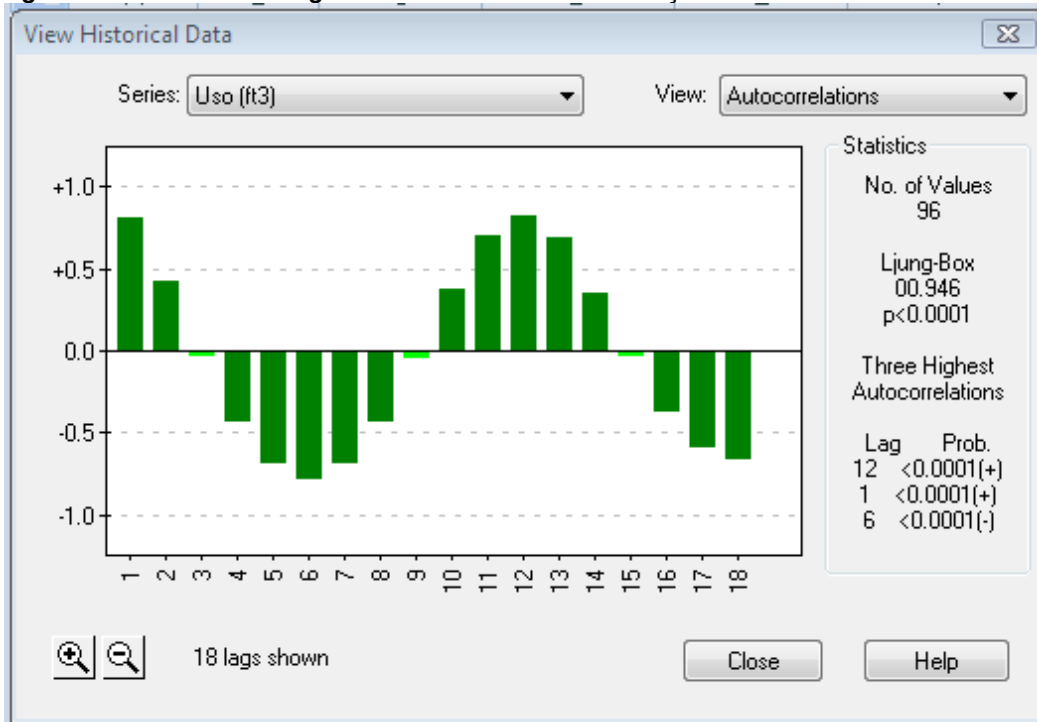 View Historical Data
Series: Uso (ft3) View: Autocorrelations
Statistics
No. of Values
96
Ljung-Box
00.946
p<0.0001
Three Highest
Autocorrelations
Lag Prob.
12 <0.0001(+)
1 <0.0001(+)
6 <0.0001(-)
+1.0
+0.5
0.0
-0.5
-1.0
1 2 3 4 5 6 7 8 9 10 11 12 13 14 15 16 17 18
18 lags shown Close Help